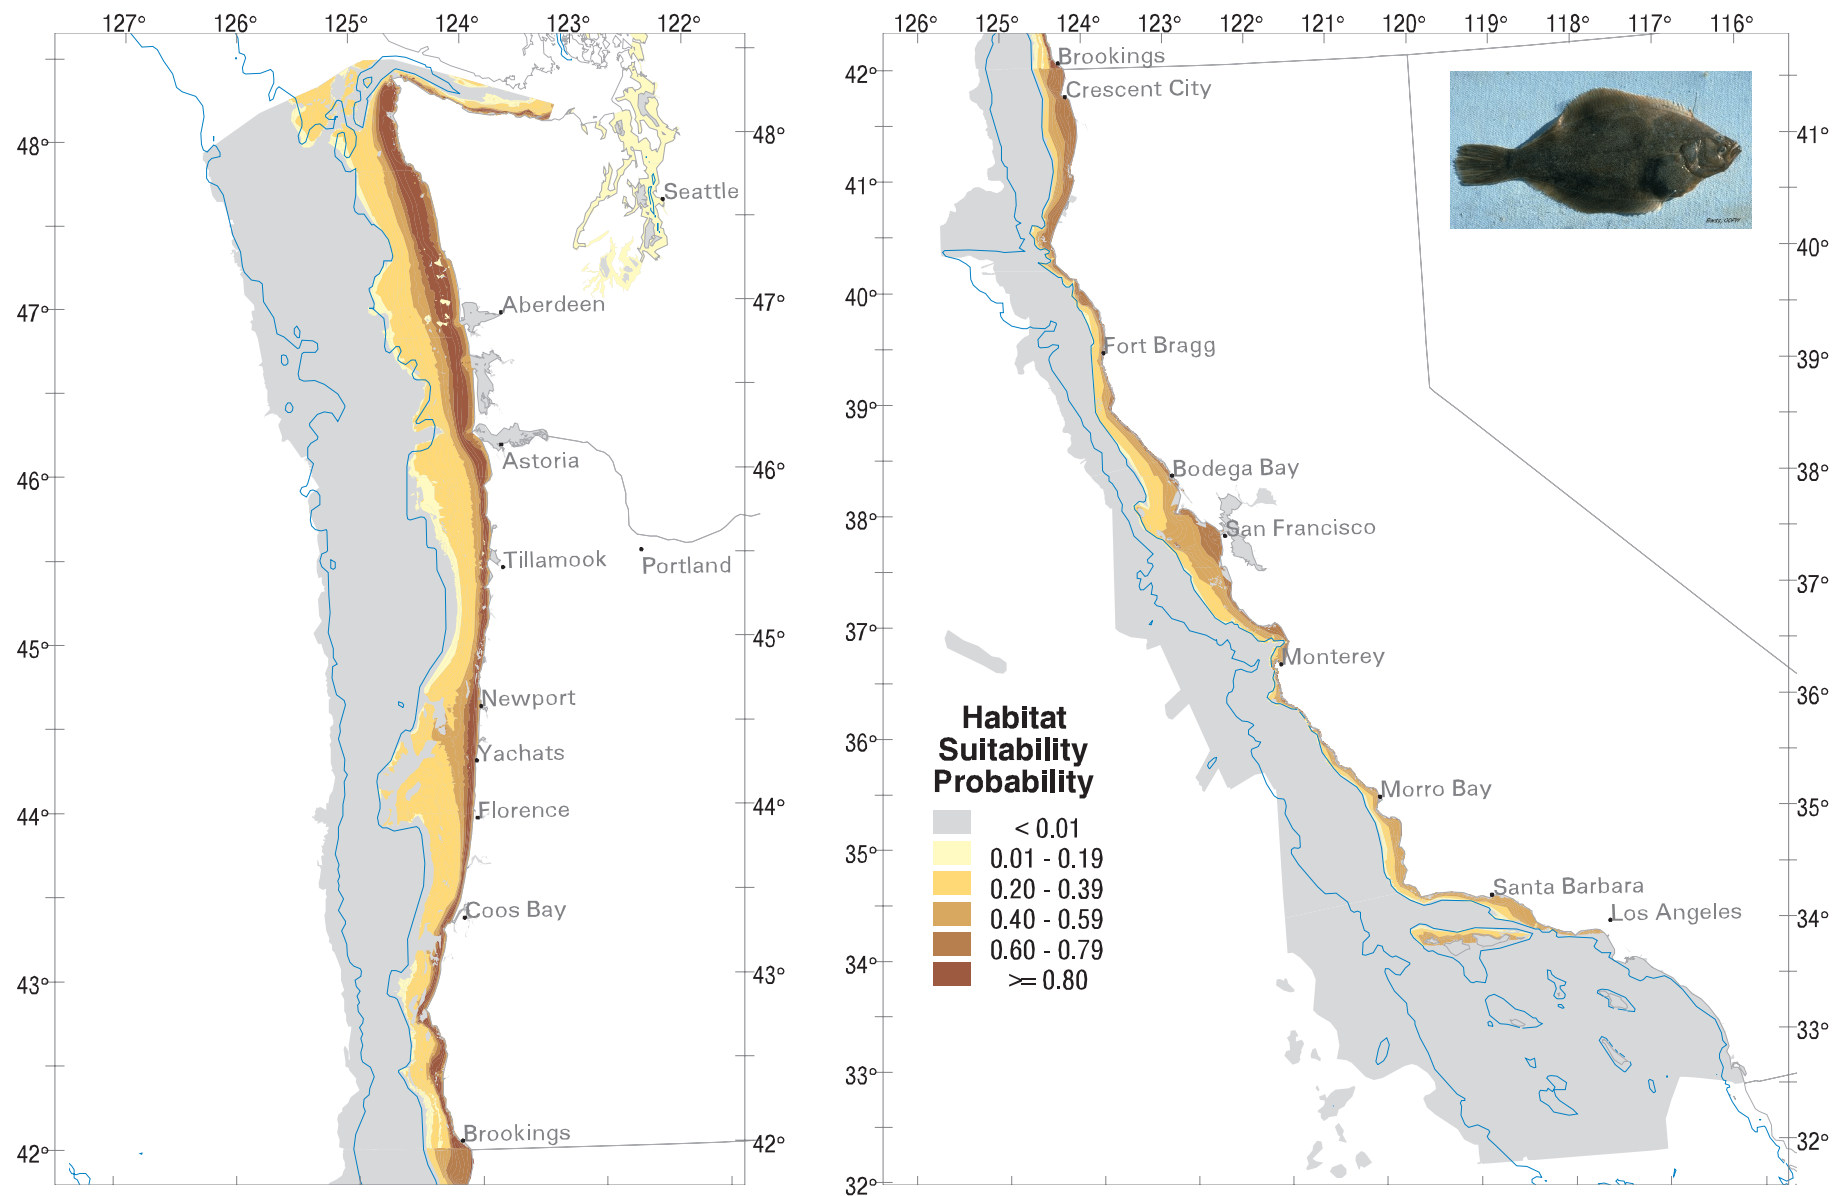 127° 126° 125° 124° 123° 122°
48° 48°
Seattle
47° 47°
Aberdeen
46° 46°
Astoria
Tillamook
Portland
45° 45°
Newport
Yachats
44° 44°
Florence
Coos Bay
43° 43°
Brookings
42° 42°
126° 125° 124° 123° 122° 121° 120° 119° 118° 117° 116°
Brookings
42°
Crescent City
41° 41°
40° 40°
Fort Bragg
39° 39°
Bodega Bay
38° 38°
San Francisco
37° 37°
Monterey
36° 36°
Morro Bay
35° 35°
Santa Barbara
Los Angeles
34° 34°
33° 33°
32° 32°
Habitat
Suitability
Probability
< 0.01
0.01 - 0.19
0.20 - 0.39
0.40 - 0.59
0.60 - 0.79
>= 0.80